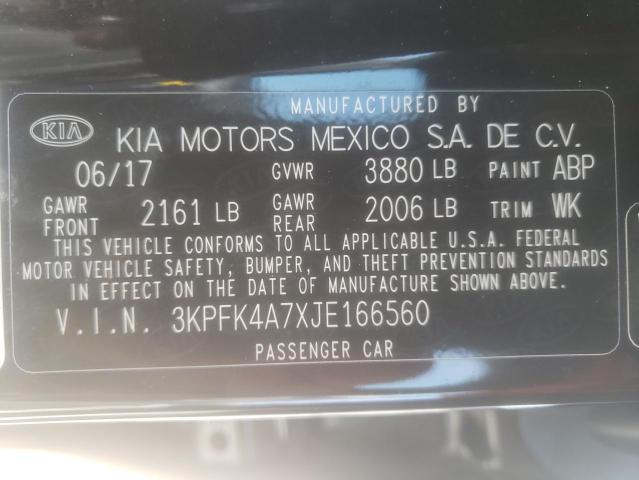 MANUFACTURED BY
KIA KIA MOTORS MEXICO S.A. DE C.V.
06/17 GVWR 3880 LB PAINT ABP
GAWR FRONT 2161 LB GAWR REAR 2006 LB TRIM WK
THIS VEHICLE CONFORMS TO ALL APPLICABLE U.S.A. FEDERAL
MOTOR VEHICLE SAFETY, BUMPER, AND THEFT PREVENTION STANDARDS
IN EFFECT ON THE DATE OF MANUFACTURE SHOWN ABOVE.
V.I.N. 3KPFK4A7XJE166560
PASSENGER CAR